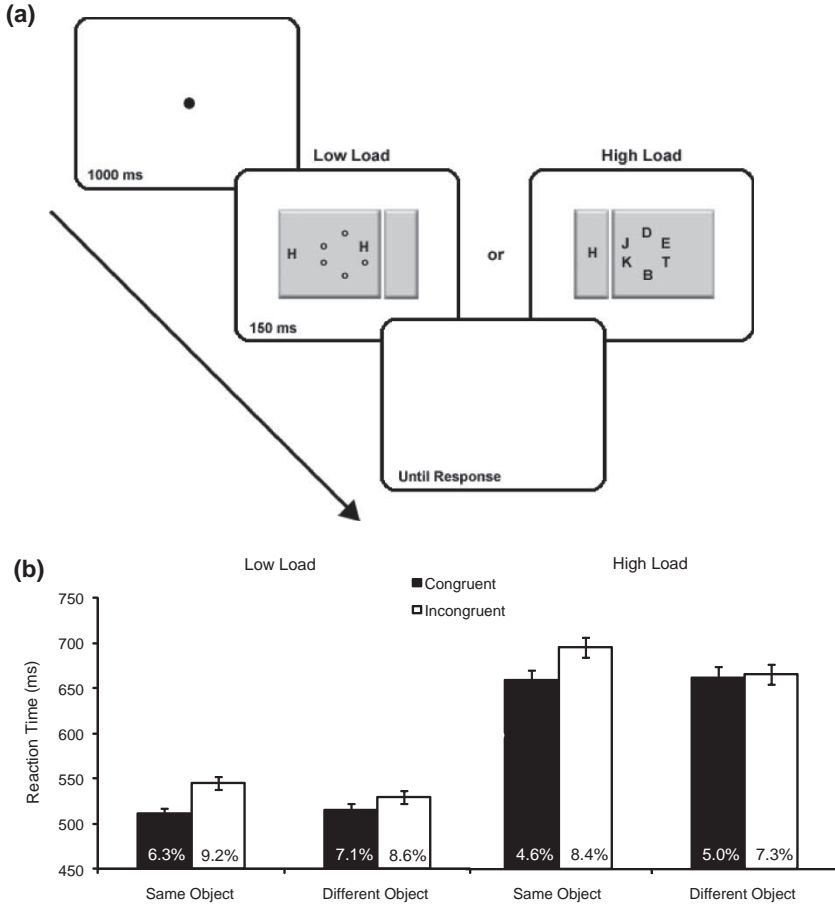 (a)
1000 ms
Low Load
High Load
H
H
150 ms
or
H
D
J
E
K
T
B
Until Response
(b)
Low Load
High Load
Congruent
Incongruent
Reaction Time (ms)
750
700
650
600
550
500
450
6.3%
9.2%
7.1%
8.6%
4.6%
8.4%
5.0%
7.3%
Same Object
Different Object
Same Object
Different Object